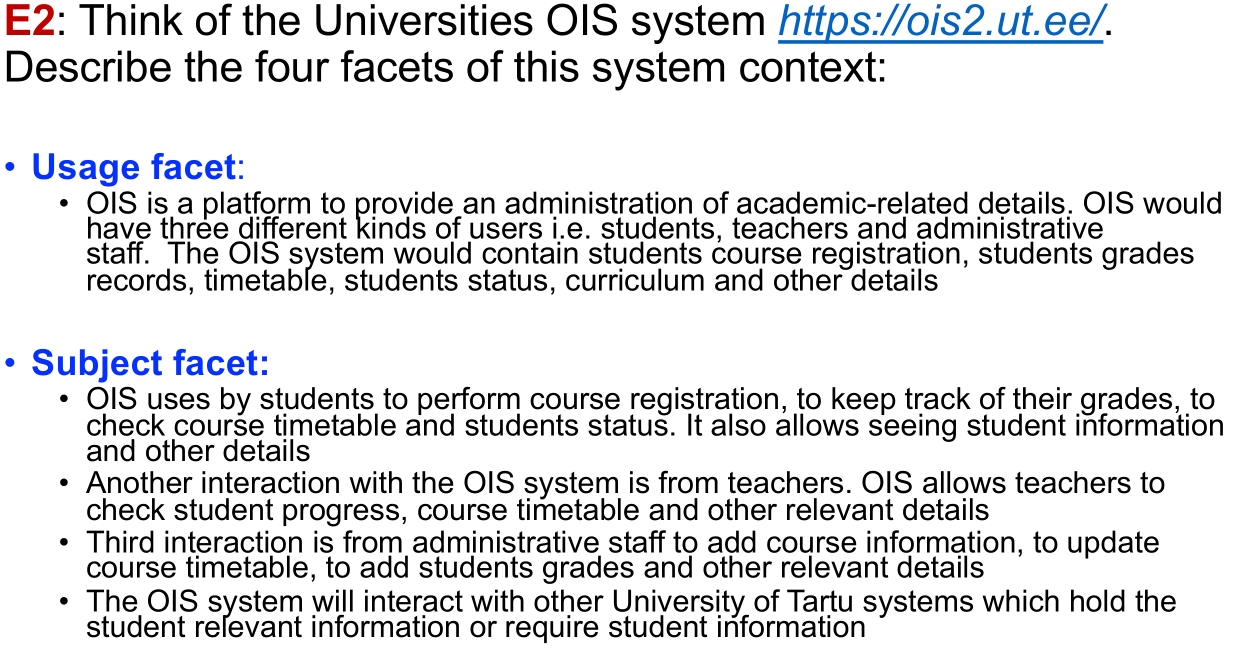 E2: Think of the Universities OIS system https://ois2.ut.ee/.
Describe the four facets of this system context:
• Usage facet:
• OIS is a platform to provide an administration of academic-related details. OIS would
have three different kinds of users i.e. students, teachers and administrative
staff.  The OIS system would contain students course registration, students grades
records, timetable, students status, curriculum and other details
• Subject facet:
• OIS uses by students to perform course registration, to keep track of their grades, to
check course timetable and students status. It also allows seeing student information
and other details
• Another interaction with the OIS system is from teachers. OIS allows teachers to
check student progress, course timetable and other relevant details
• Third interaction is from administrative staff to add course information, to update
course timetable, to add students grades and other relevant details
• The OIS system will interact with other University of Tartu systems which hold the
student relevant information or require student information